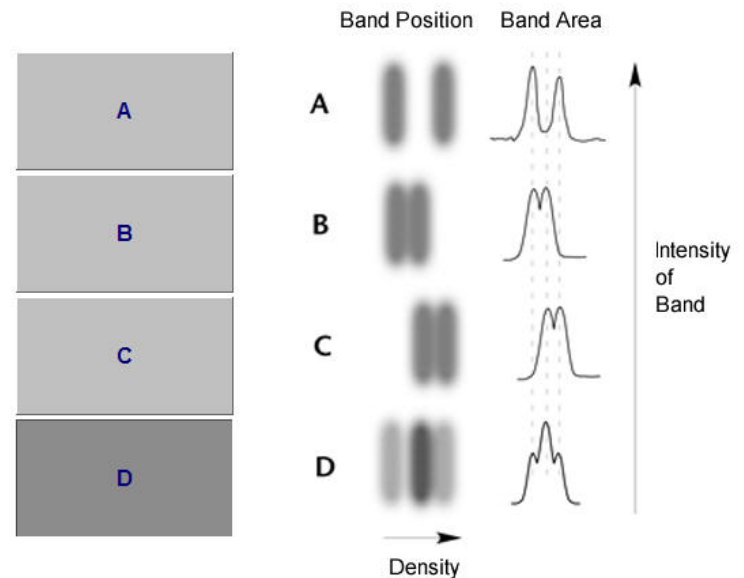 Band Position Band Area
A
B
C
D
A
B
C
D
Intensity
of
Band
Density